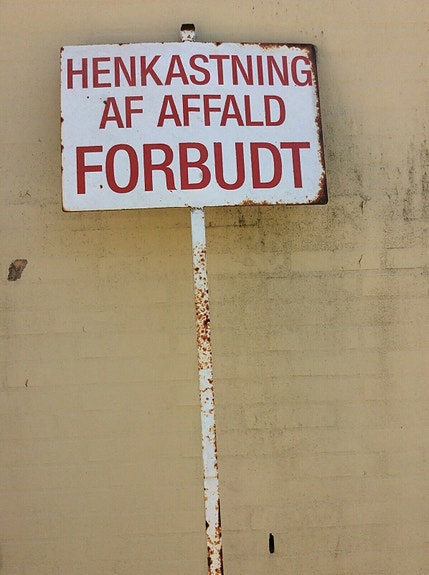 HENKASTNING
AF AFFALD
FORBUDT